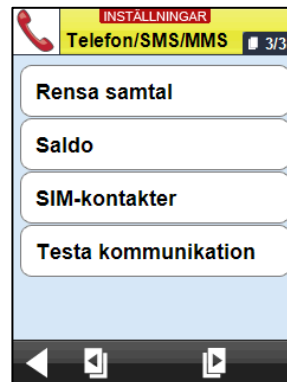 INSTÄLLNINGAR
Telefon/SMS/MMS 3/3
Rensa samtal
Saldo
SIM-kontakter
Testa kommunikation